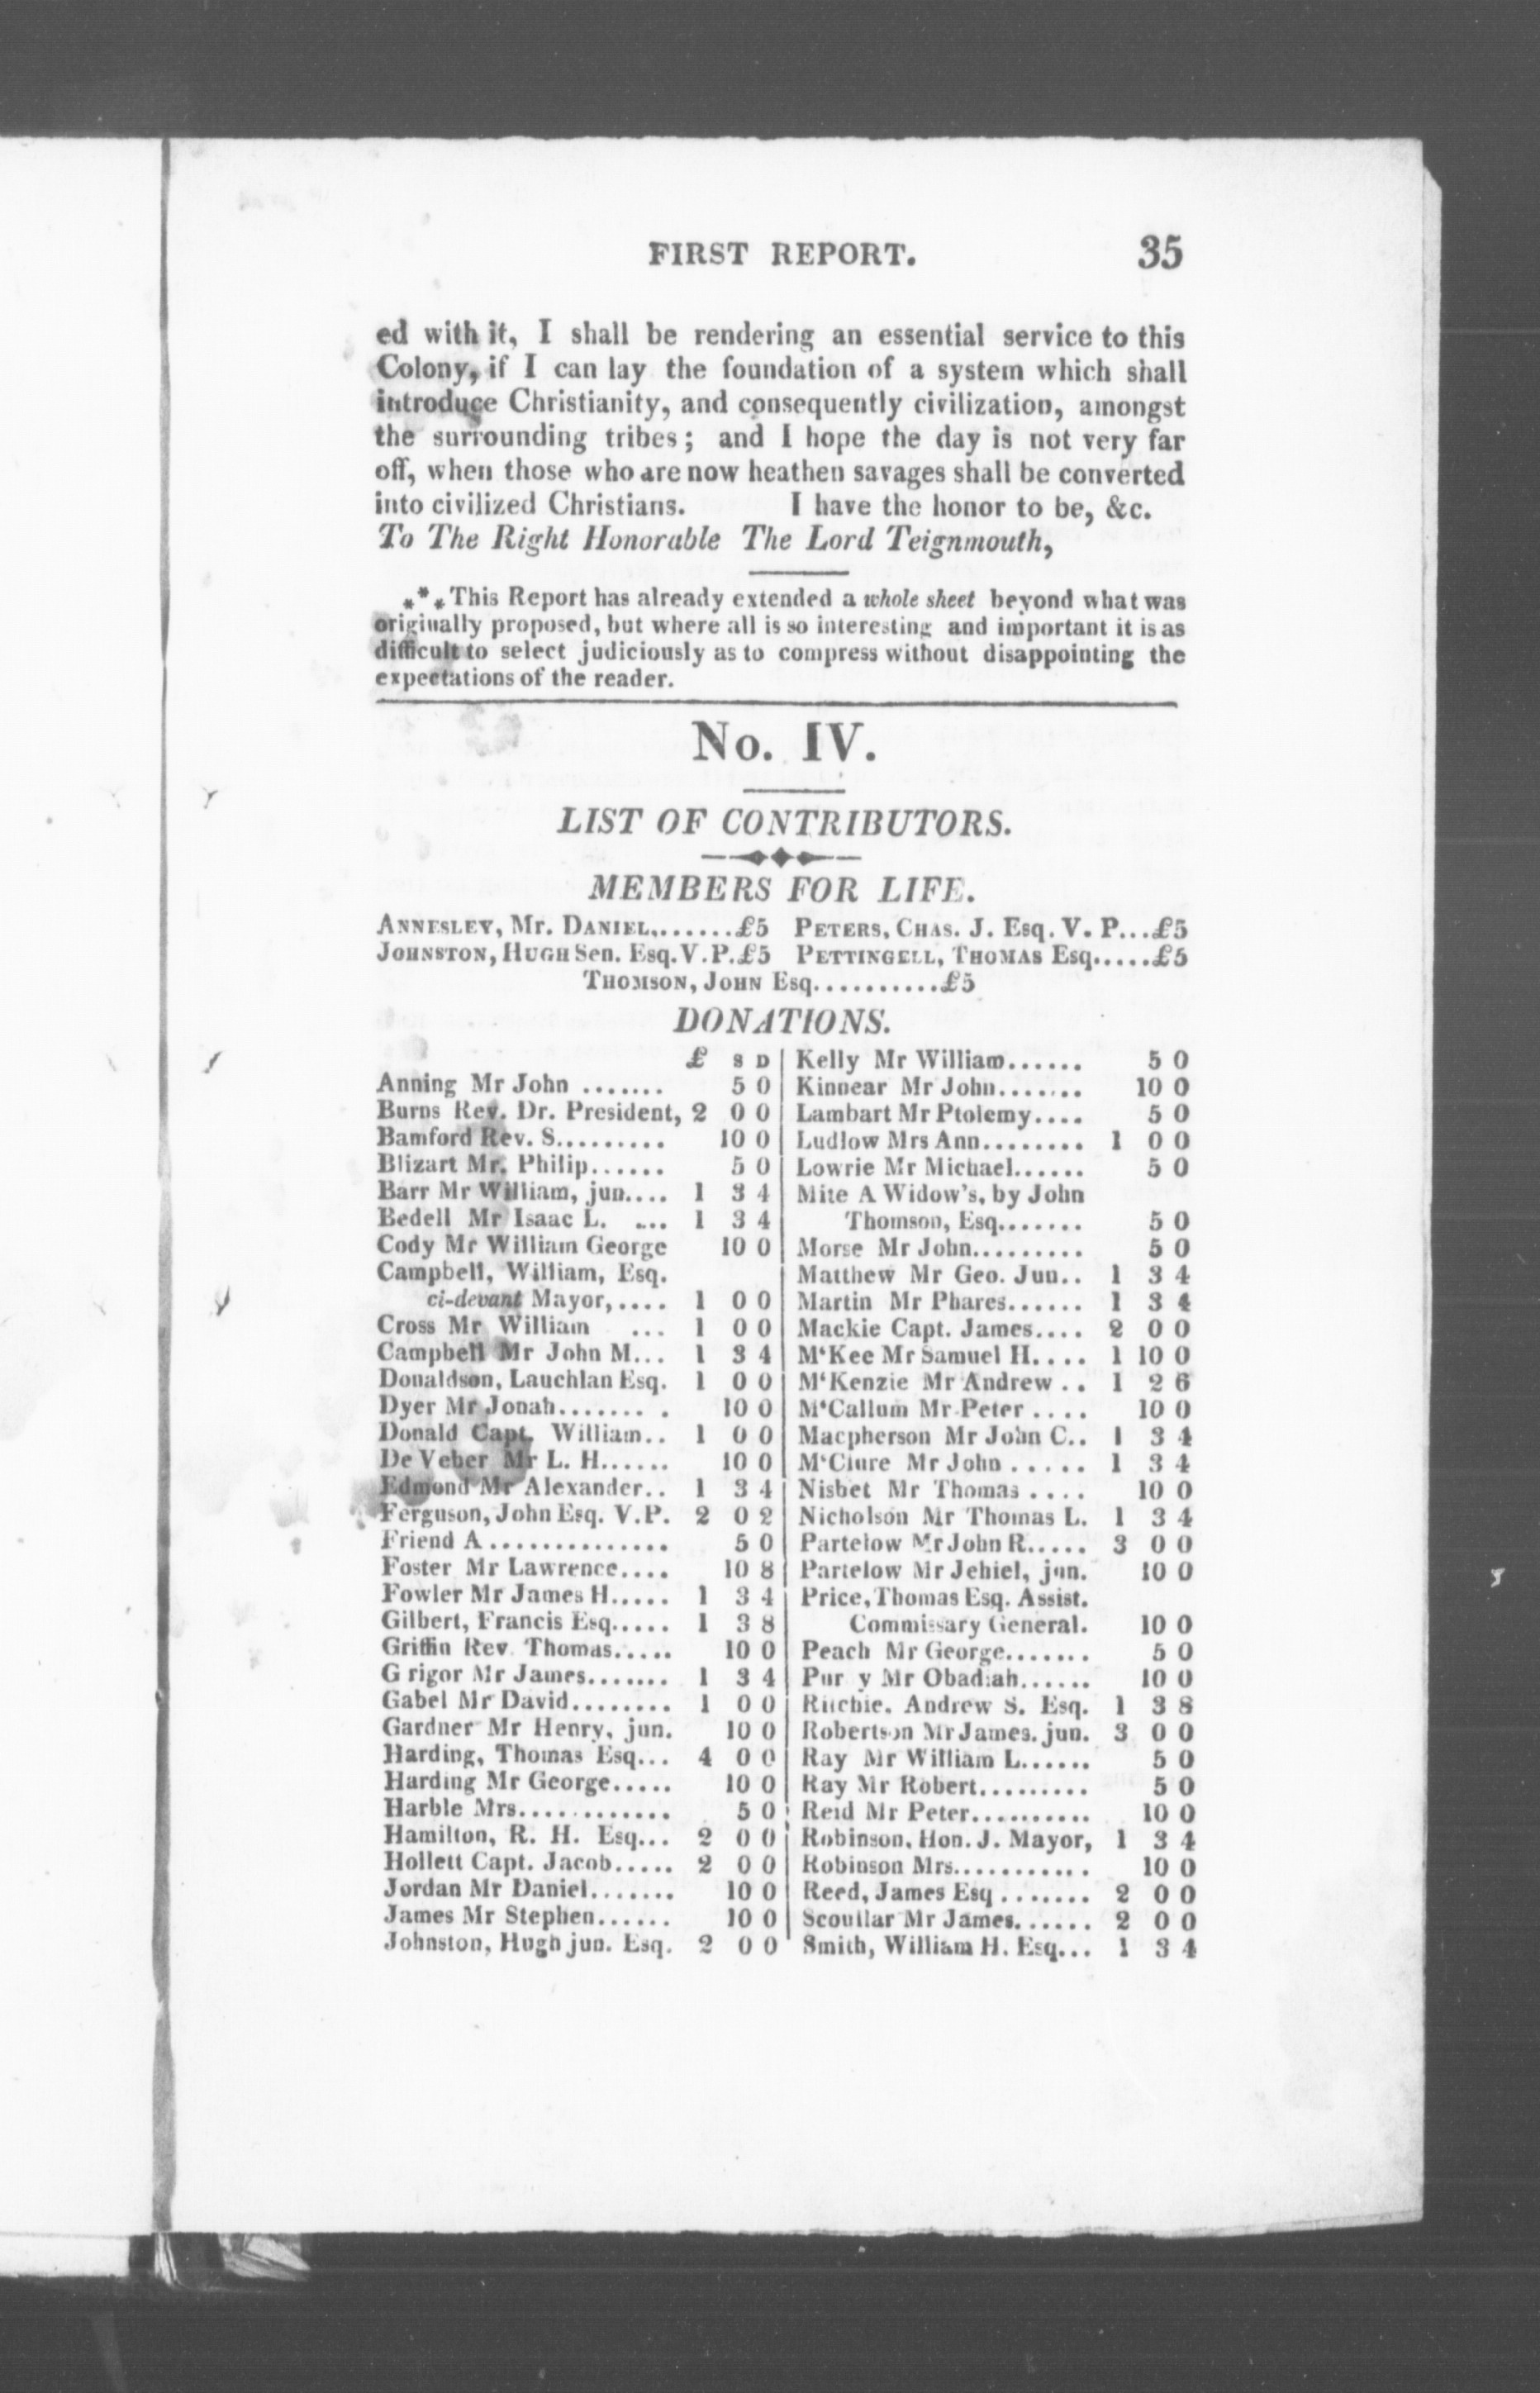 FIRST REPORT. 35
ed with it, I shall be rendering an essential service to this
Colony, if I can lay the foundation of a system which shall
introduce Christianity, and consequently civilization, amongst
the surrounding tribes; and I hope the day is not very far
off, when those who are now heathen savages shall be converted
into civilized Christians. I have the honor to be, &c.
To The Right Honorable The Lord Teignmouth,
*** This Report has already extended a whole sheet beyond what was
originally proposed, but where all is so interesting and important it is as
difficult to select judiciously as to compress without disappointing the
expectations of the reader.
No. IV.
LIST OF CONTRIBUTORS.
MEMBERS FOR LIFE.
ANNESLEY, Mr. DANIEL,.......£5 PETERS, CHAS. J. Esq. V. P...£5
JOHNSTON, HUGH Sen. Esq. V.P.£5 PETTINGELL, THOMAS Esq.....£5
THOMSON, JOHN Esq..........£5
DONATIONS.
£ S D
Anning Mr John ....... 5 0
Burns Rev. Dr. President, 2 0 0
Bamford Rev. S......... 10 0
Blizart Mr. Philip...... 5 0
Barr Mr William, jun.... 1 3 4
Bedell Mr Isaac L. .... 1 3 4
Cody Mr William George 10 0
Campbell, William, Esq.
ci-devant Mayor,.... 1 0 0
Cross Mr William ... 1 0 0
Campbell Mr John M... 1 3 4
Donaldson, Lauchlan Esq. 1 0 0
Dyer Mr Jonah....... . 10 0
Donald Capt. William.. 1 0 0
De Veber Mr L. H...... 10 0
Edmond Mr Alexander.. 1 3 4
Ferguson, John Esq. V.P. 2 0 2
Friend A.............. 5 0
Foster Mr Lawrence.... 10 8
Fowler Mr James H..... 1 3 4
Gilbert, Francis Esq..... 1 3 8
Griffin Rev. Thomas..... 10 0
G rigor Mr James....... 1 3 4
Gabel Mr David......... 1 0 0
Gardner Mr Henry, jun. 10 0
Harding, Thomas Esq... 4 0 0
Harding Mr George..... 10 0
Harble Mrs............ 5 0
Hamilton, R. H. Esq... 2 0 0
Hollett Capt. Jacob..... 2 0 0
Jordan Mr Daniel....... 10 0
James Mr Stephen...... 10 0
Johnston, Hugh jun. Esq. 2 0 0
Kelly Mr William...... 5 0
Kinnear Mr John....... 10 0
Lambart Mr Ptolemy.... 5 0
Ludlow Mrs Ann........ 1 0 0
Lowrie Mr Michael...... 5 0
Mite A Widow's, by John
Thomson, Esq....... 5 0
Morse Mr John......... 5 0
Matthew Mr Geo. Jun.. 1 3 4
Martin Mr Phares...... 1 3 4
Mackie Capt. James.... 2 0 0
M'Kee Mr Samuel H.... 1 10 0
M'Kenzie Mr Andrew .. 1 2 6
M'Callum Mr Peter .... 10 0
Macpherson Mr John C.. 1 3 4
M'Clure Mr John ..... 1 3 4
Nisbet Mr Thomas .... 10 0
Nicholson Mr Thomas L. 1 3 4
Partelow Mr John R..... 3 0 0
Partelow Mr Jehiel, jun. 10 0
Price, Thomas Esq. Assist.
Commissary General. 10 0
Peach Mr George....... 5 0
Pur y Mr Obadiah...... 10 0
Ritchie, Andrew S. Esq. 1 3 8
Robertson Mr James. jun. 3 0 0
Ray Mr William L...... 5 0
Ray Mr Robert......... 5 0
Reid Mr Peter.......... 10 0
Robinson, Hon. J. Mayor, 1 3 4
Robinson Mrs........... 10 0
Reed, James Esq ....... 2 0 0
Scoullar Mr James...... 2 0 0
Smith, William H. Esq... 1 3 4